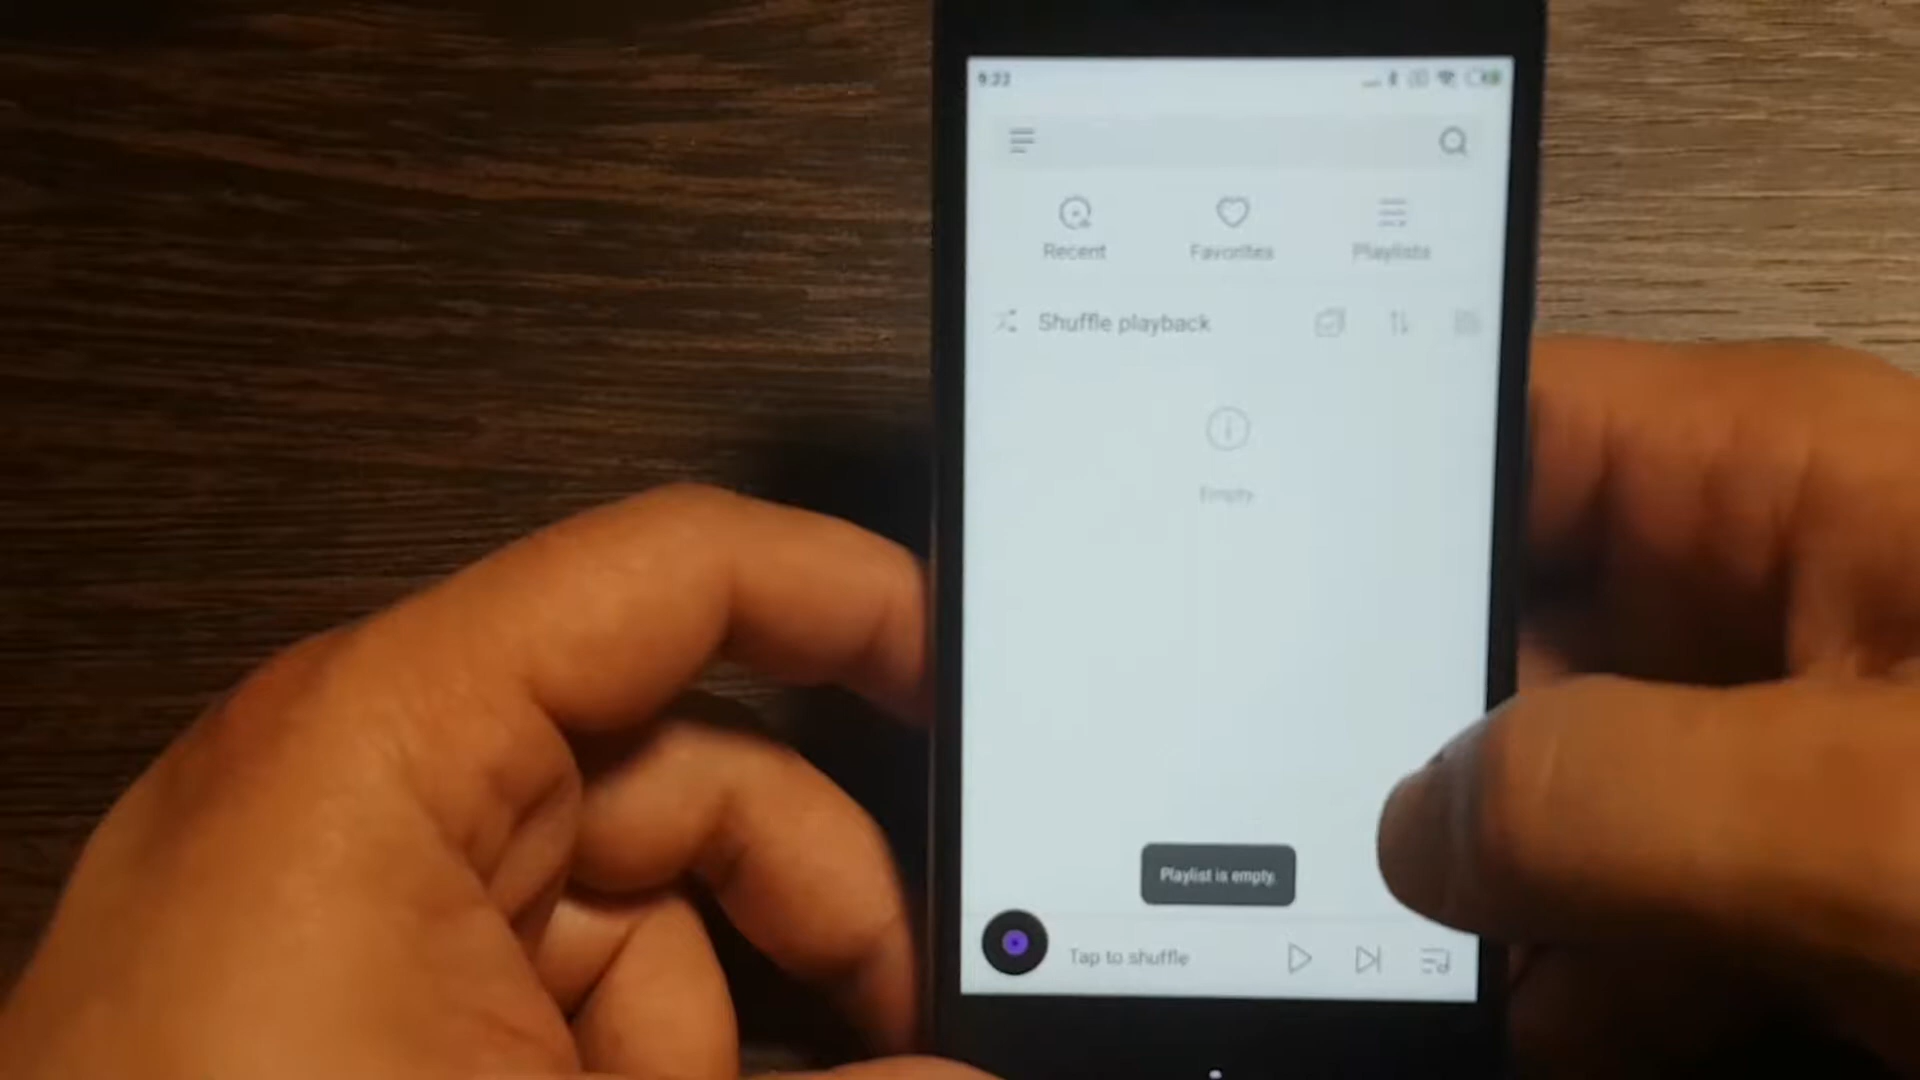 Recent
Favorites
Playlists
Shuffle playback
Empty
Playlist is empty.
Tap to shuffle